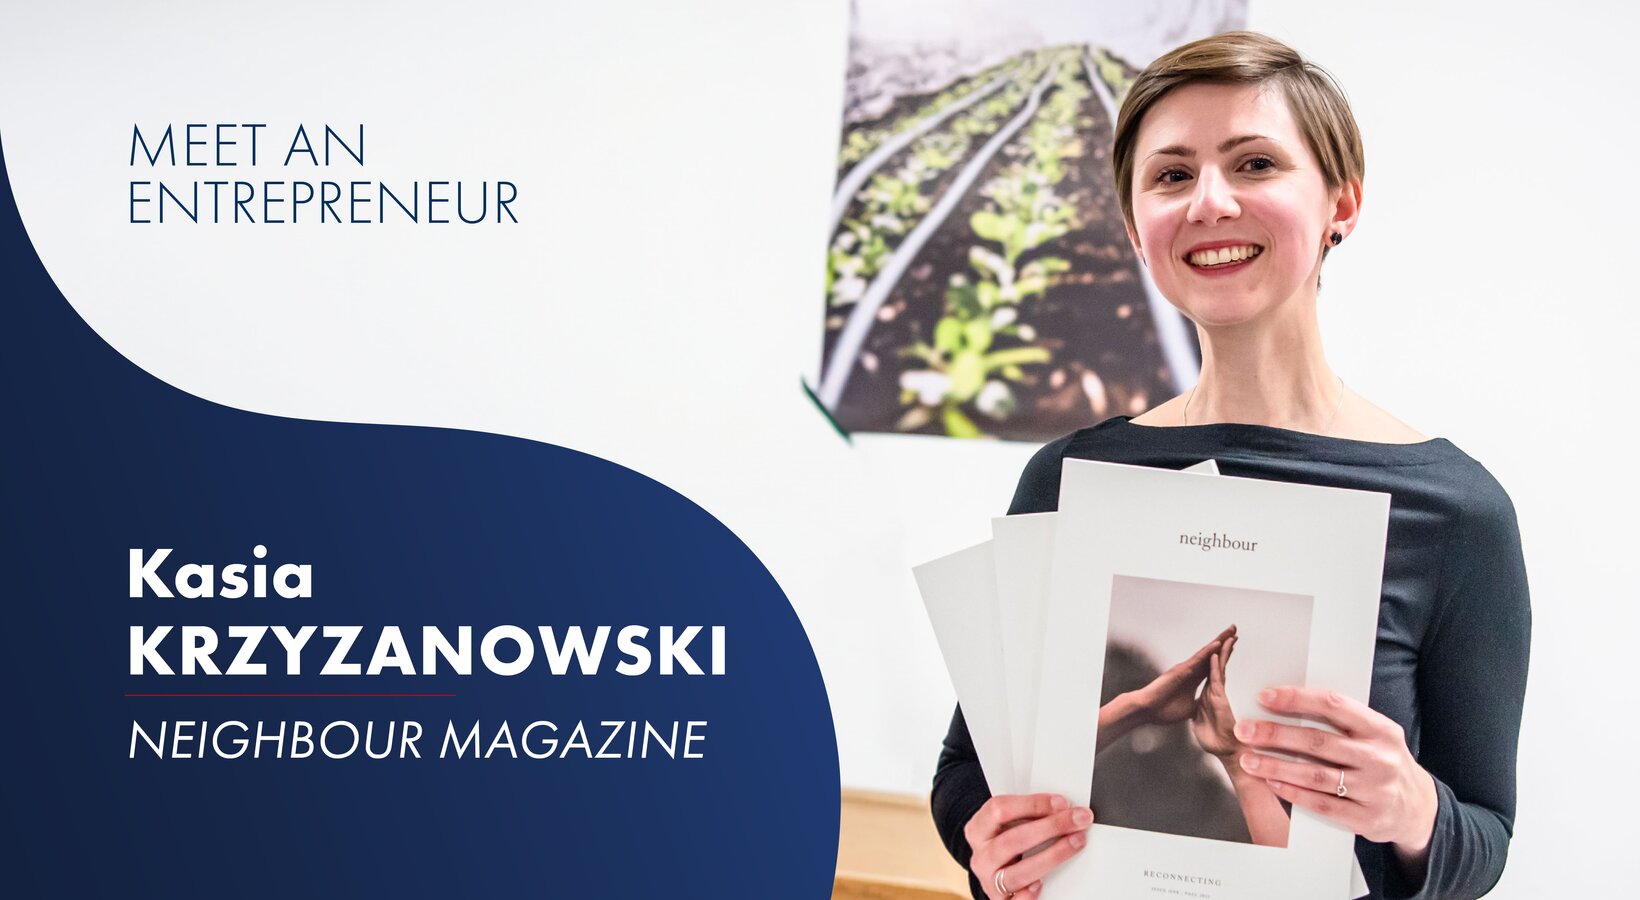 MEET AN
ENTREPRENEUR
Kasia
KRZYZANOWSKI
NEIGHBOUR MAGAZINE
neighbour
RECONNECTING